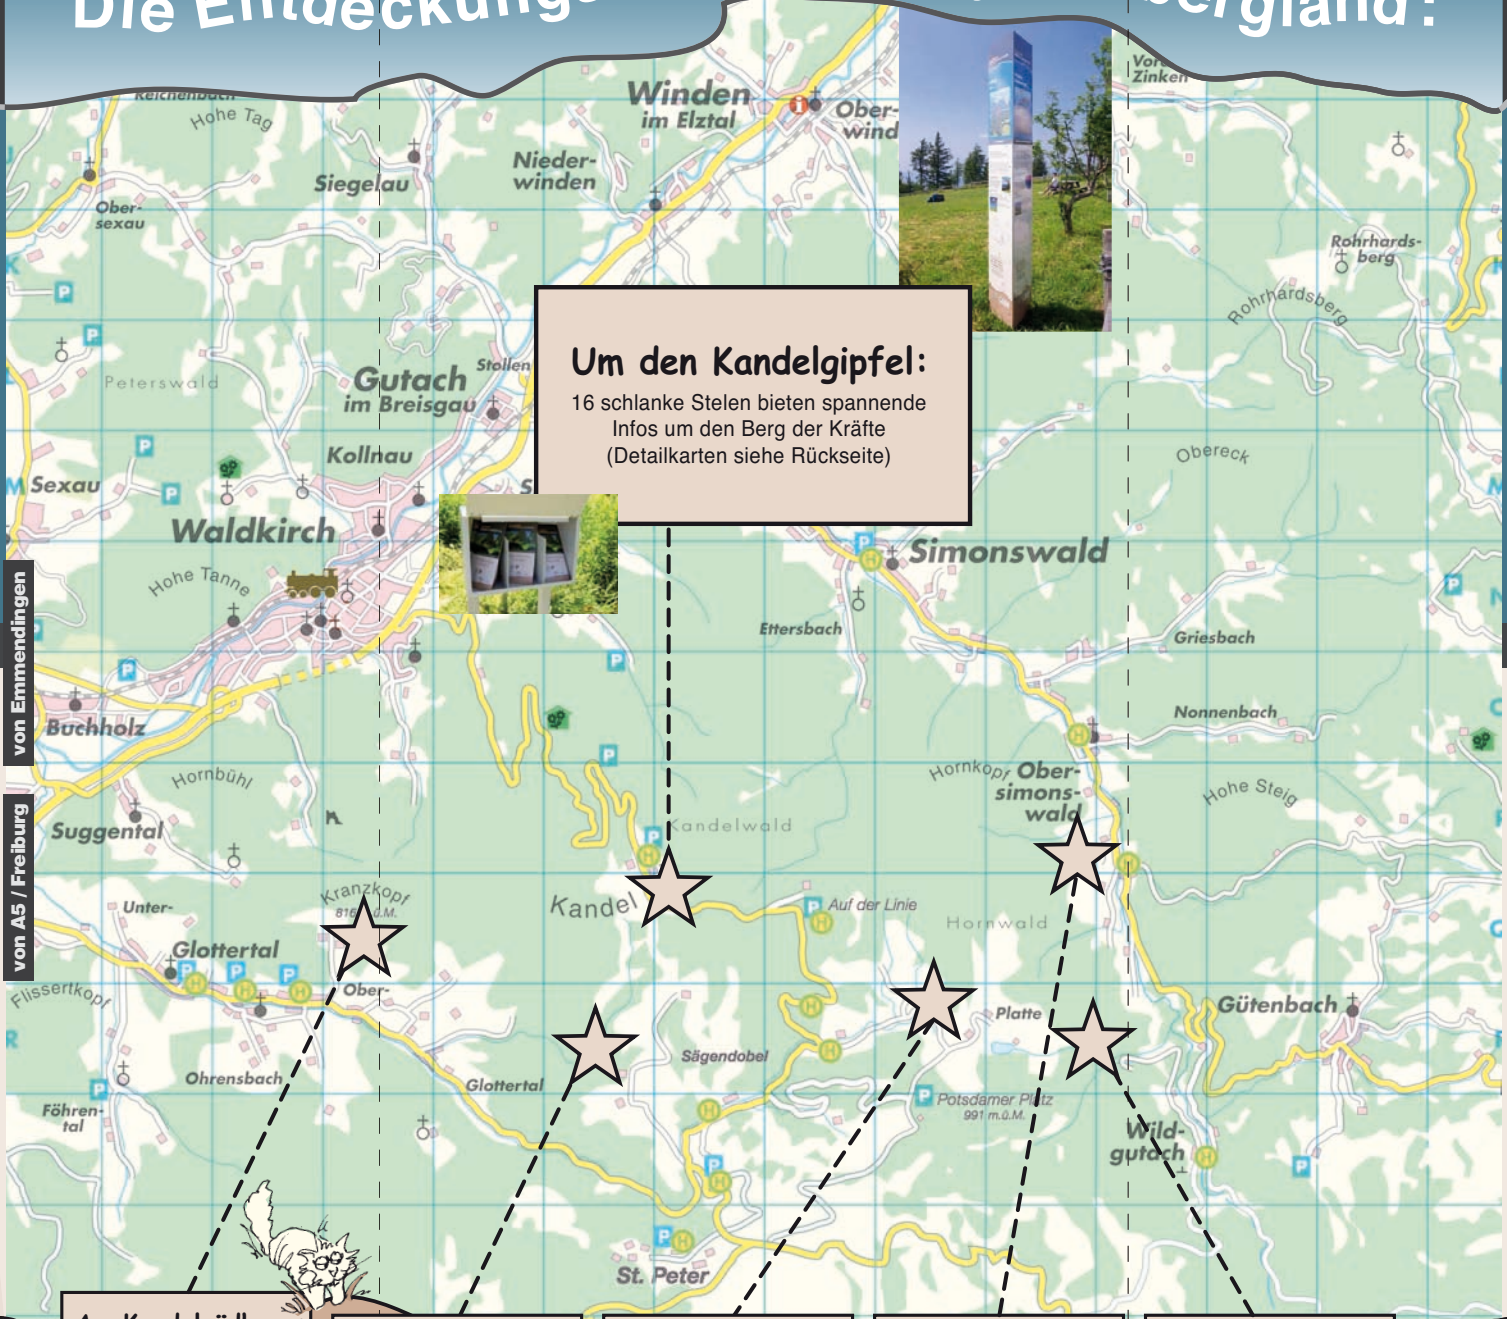 Die
bergland!
Reichenbach
Hohe Tag
Winden
im Elztal
Ober-
wind
Zinken
Siegelau
Nieder-
winden
Ober-
sexau
Rohrhards-
berg
Rohrhardsberg
Peterswald
Gutach
im Breisgau
Stollen
Kollnau
Sexau
Waldkirch
Hohe Tanne
Um den Kandelgipfel:
16 schlanke Stelen bieten spannende
Infos um den Berg der Kräfte
(Detailkarten siehe Rückseite)
Obereck
Simonswald
Ettersbach
Griesbach
Nonnenbach
von Emmendingen
Buchholz
Hornbühl
Suggental
Hornkopf
Ober-
simons-
wald
Hohe Steig
Kandelwald
von A5 / Freiburg
Unter-
Kranzkopf
Kandel
Auf der Linie
Hornwald
Glottertal
Flissertkopf
Ober-
Platte
Gütenbach
Sägendobel
Ohrensbach
Glottertal
Föhren-
tal
Potsdamer Platz
991 m.ü.M.
Wild-
gutach
St. Peter